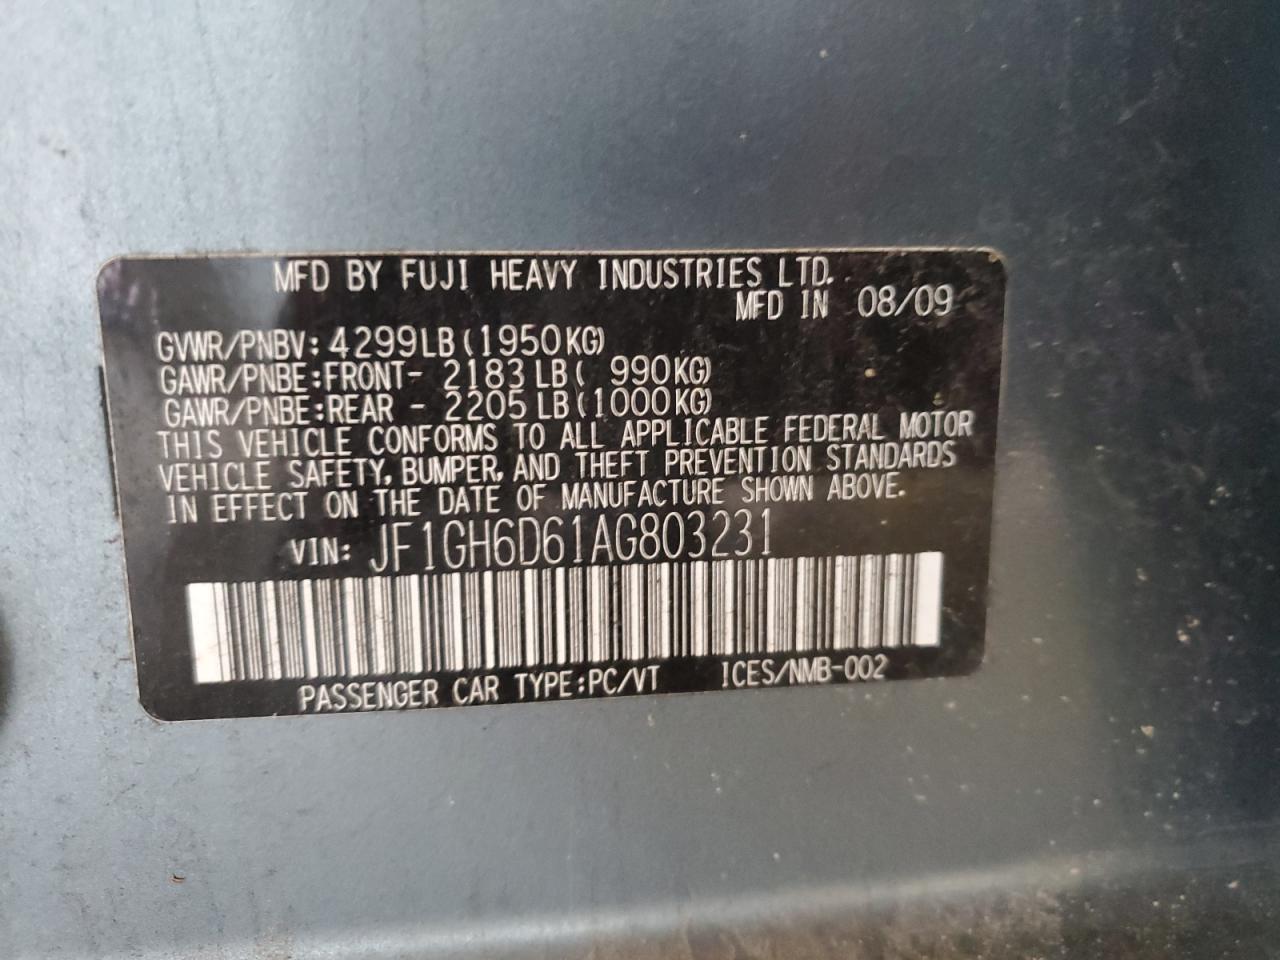 MFD BY FUJI HEAVY INDUSTRIES LTD.
MFD IN 08/09
GVWR/PNBV: 4299LB(1950KG)
GAWR/PNBE:FRONT- 2183LB( 990KG)
GAWR/PNBE:REAR - 2205LB(1000KG)
THIS VEHICLE CONFORMS TO ALL APPLICABLE FEDERAL MOTOR
VEHICLE SAFETY, BUMPER, AND THEFT PREVENTION STANDARDS
IN EFFECT ON THE DATE OF MANUFACTURE SHOWN ABOVE.
VIN: JF1GH6D61AG803231
PASSENGER CAR TYPE:PC/VT ICES/NMB-002